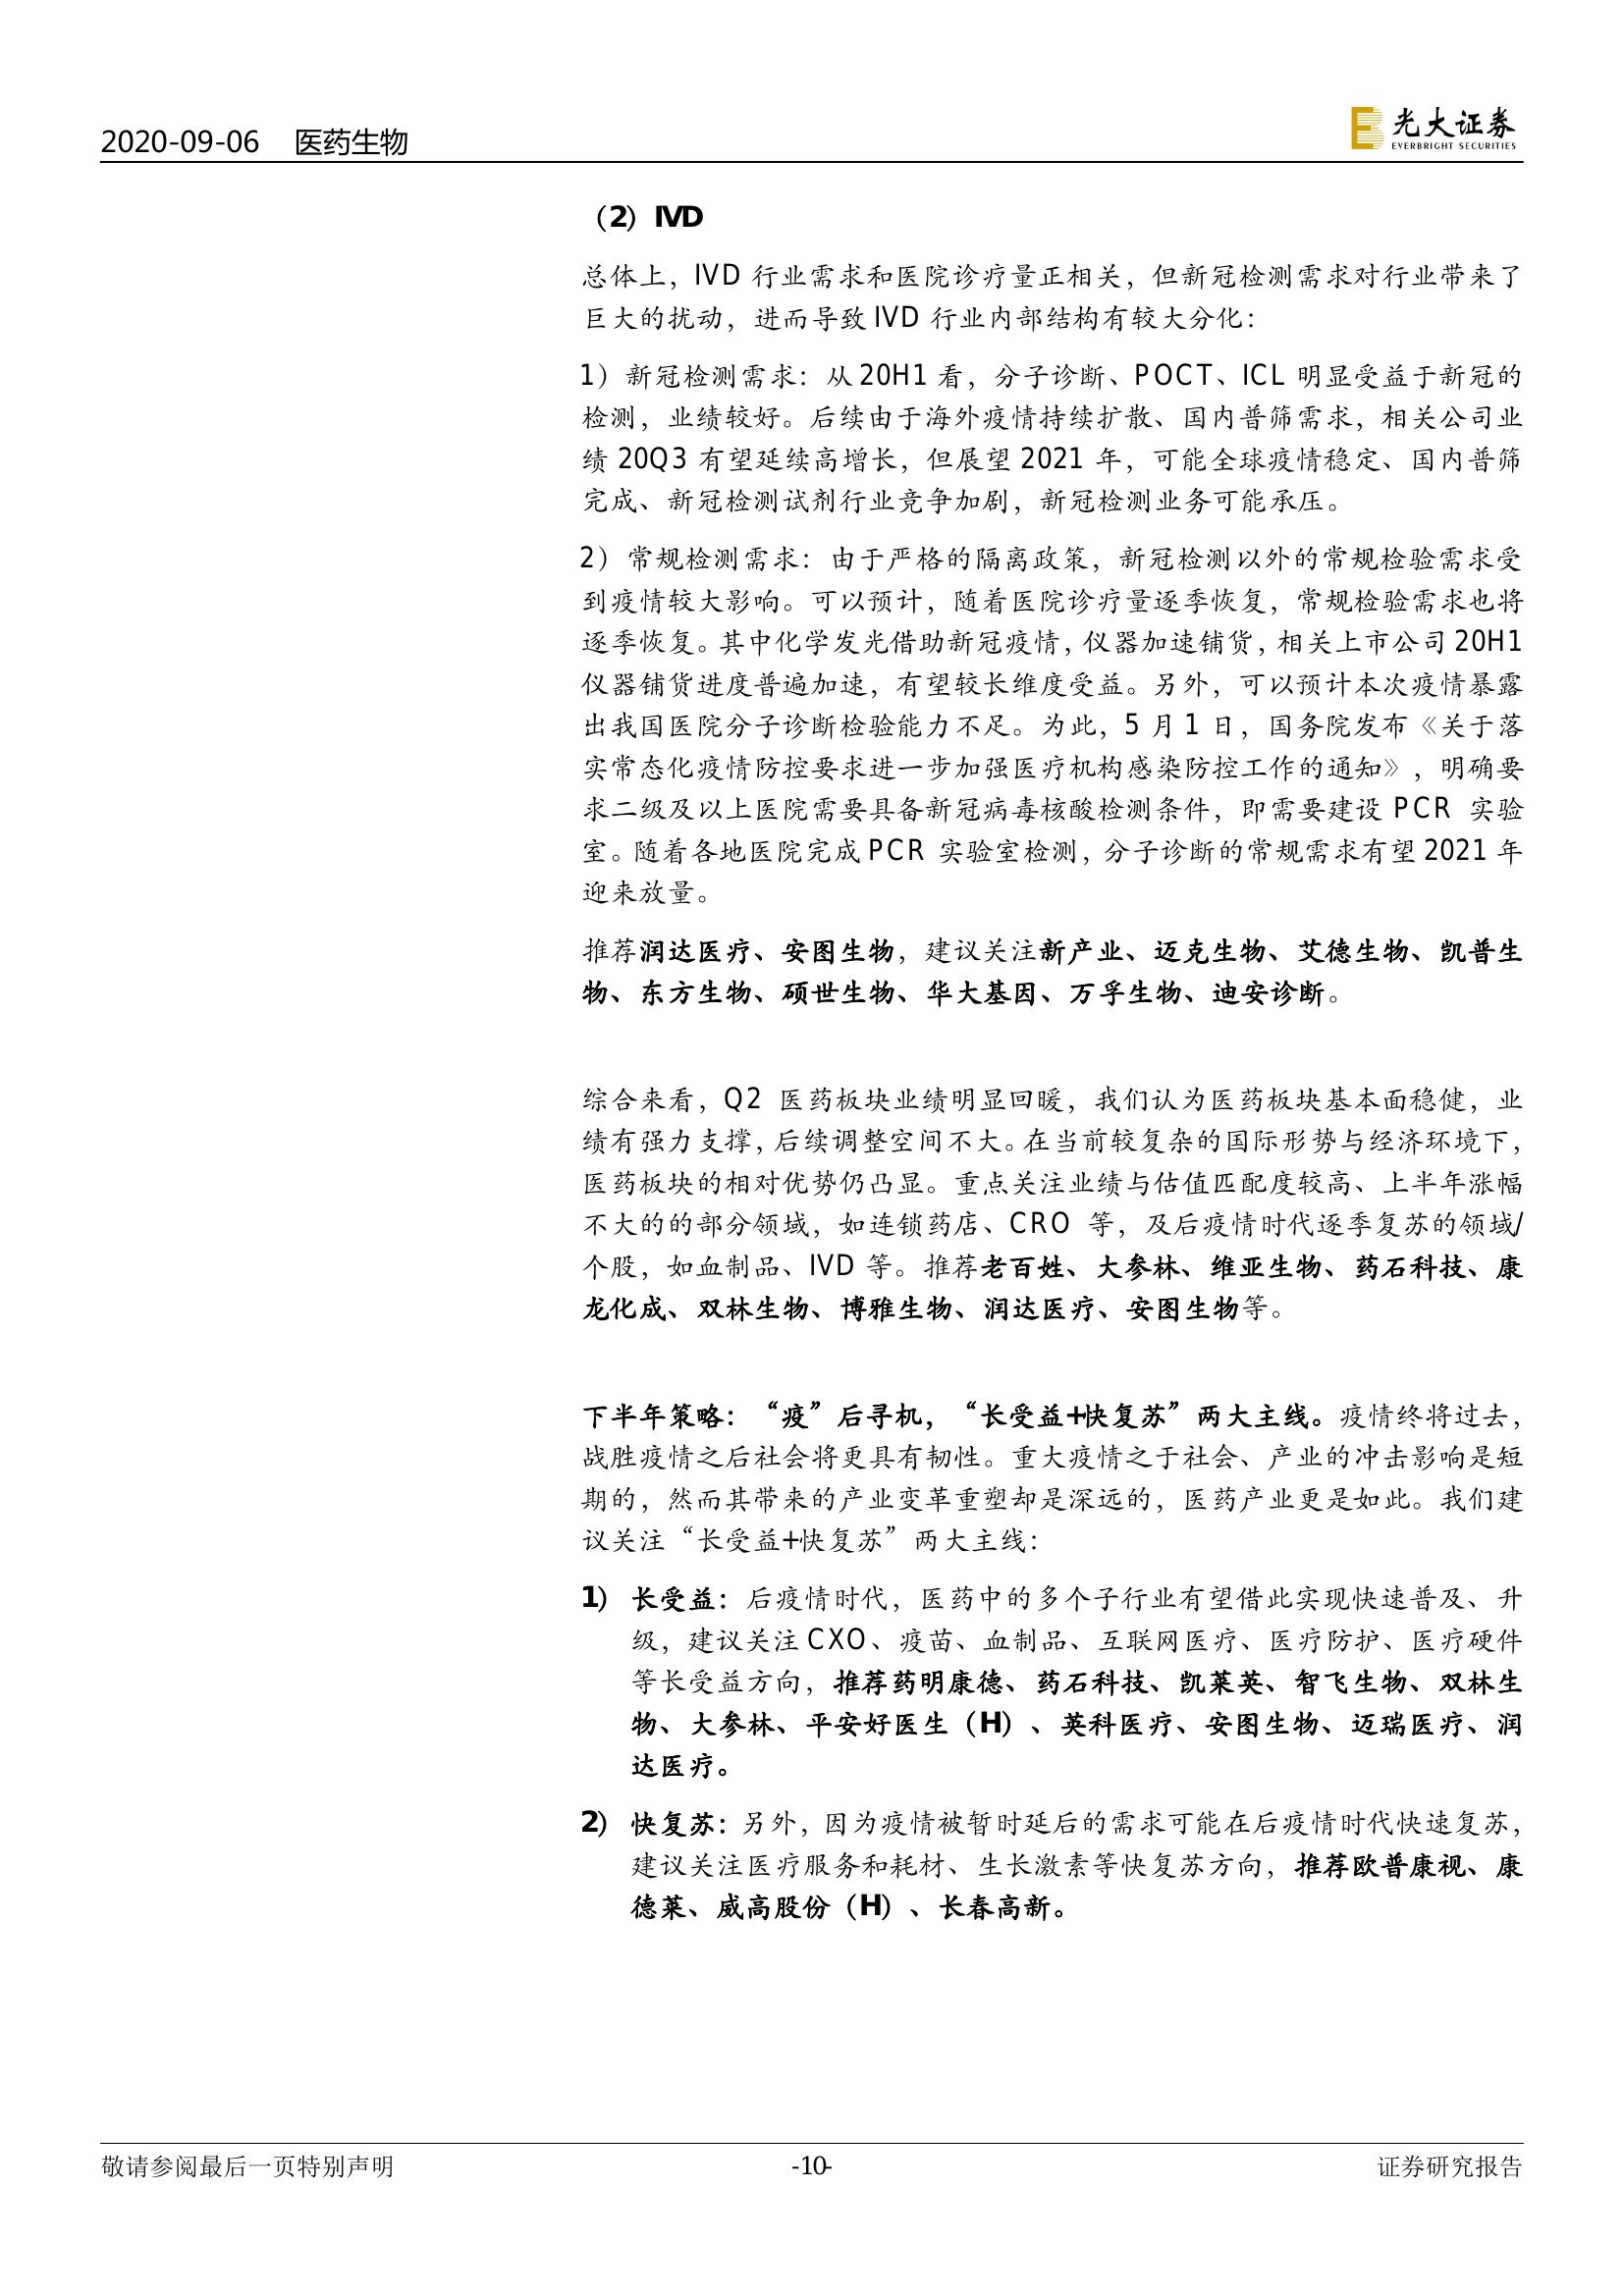 2020-09-06 医药生物
光大证券
EVERBRIGHT SECURITIES
（2）IVD
总体上，IVD 行业需求和医院诊疗量正相关，但新冠检测需求对行业带来了
巨大的扰动，进而导致 IVD 行业内部结构有较大分化：
1）新冠检测需求：从 20H1 看，分子诊断、POCT、ICL 明显受益于新冠的
检测，业绩较好。后续由于海外疫情持续扩散、国内普筛需求，相关公司业
绩 20Q3 有望延续高增长，但展望 2021 年，可能全球疫情稳定、国内普筛
完成、新冠检测试剂行业竞争加剧，新冠检测业务可能承压。
2）常规检测需求：由于严格的隔离政策，新冠检测以外的常规检验需求受
到疫情较大影响。可以预计，随着医院诊疗量逐季恢复，常规检验需求也将
逐季恢复。其中化学发光借助新冠疫情，仪器加速铺货，相关上市公司 20H1
仪器铺货进度普遍加速，有望较长维度受益。另外，可以预计本次疫情暴露
出我国医院分子诊断检验能力不足。为此，5 月 1 日，国务院发布《关于落
实常态化疫情防控要求进一步加强医疗机构感染防控工作的通知》，明确要
求二级及以上医院需要具备新冠病毒核酸检测条件，即需要建设 PCR 实验
室。随着各地医院完成 PCR 实验室检测，分子诊断的常规需求有望 2021 年
迎来放量。
推荐润达医疗、安图生物，建议关注新产业、迈克生物、艾德生物、凯普生
物、东方生物、硕世生物、华大基因、万孚生物、迪安诊断。
综合来看，Q2 医药板块业绩明显回暖，我们认为医药板块基本面稳健，业
绩有强力支撑，后续调整空间不大。在当前较复杂的国际形势与经济环境下，
医药板块的相对优势仍凸显。重点关注业绩与估值匹配度较高、上半年涨幅
不大的的部分领域，如连锁药店、CRO 等，及后疫情时代逐季复苏的领域/
个股，如血制品、IVD 等。推荐老百姓、大参林、维亚生物、药石科技、康
龙化成、双林生物、博雅生物、润达医疗、安图生物等。
下半年策略：“疫”后寻机，“长受益+快复苏”两大主线。疫情终将过去，
战胜疫情之后社会将更具有韧性。重大疫情之于社会、产业的冲击影响是短
期的，然而其带来的产业变革重塑却是深远的，医药产业更是如此。我们建
议关注“长受益+快复苏”两大主线：
1) 长受益：后疫情时代，医药中的多个子行业有望借此实现快速普及、升
级，建议关注 CXO、疫苗、血制品、互联网医疗、医疗防护、医疗硬件
等长受益方向，推荐药明康德、药石科技、凯莱英、智飞生物、双林生
物、大参林、平安好医生（H）、英科医疗、安图生物、迈瑞医疗、润
达医疗。
2) 快复苏：另外，因为疫情被暂时延后的需求可能在后疫情时代快速复苏，
建议关注医疗服务和耗材、生长激素等快复苏方向，推荐欧普康视、康
德莱、威高股份（H）、长春高新。
敬请参阅最后一页特别声明 -10- 证券研究报告